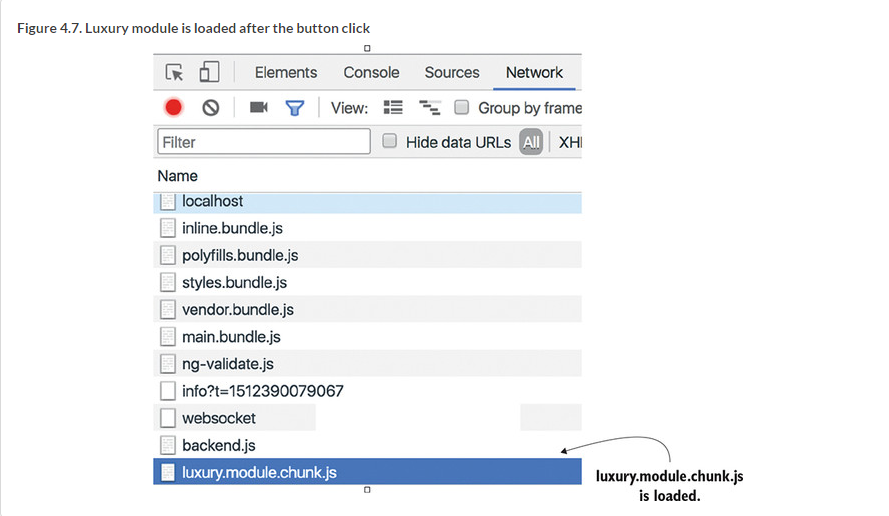 Figure 4.7. Luxury module is loaded after the button click
Elements Console Sources Network
View: Group by frame
Filter Hide data URLs All XHI
Name
localhost
inline.bundle.js
polyfills.bundle.js
styles.bundle.js
vendor.bundle.js
main.bundle.js
ng-validate.js
info?t=1512390079067
websocket
backend.js
luxury.module.chunk.js
luxury.module.chunk.js
is loaded.